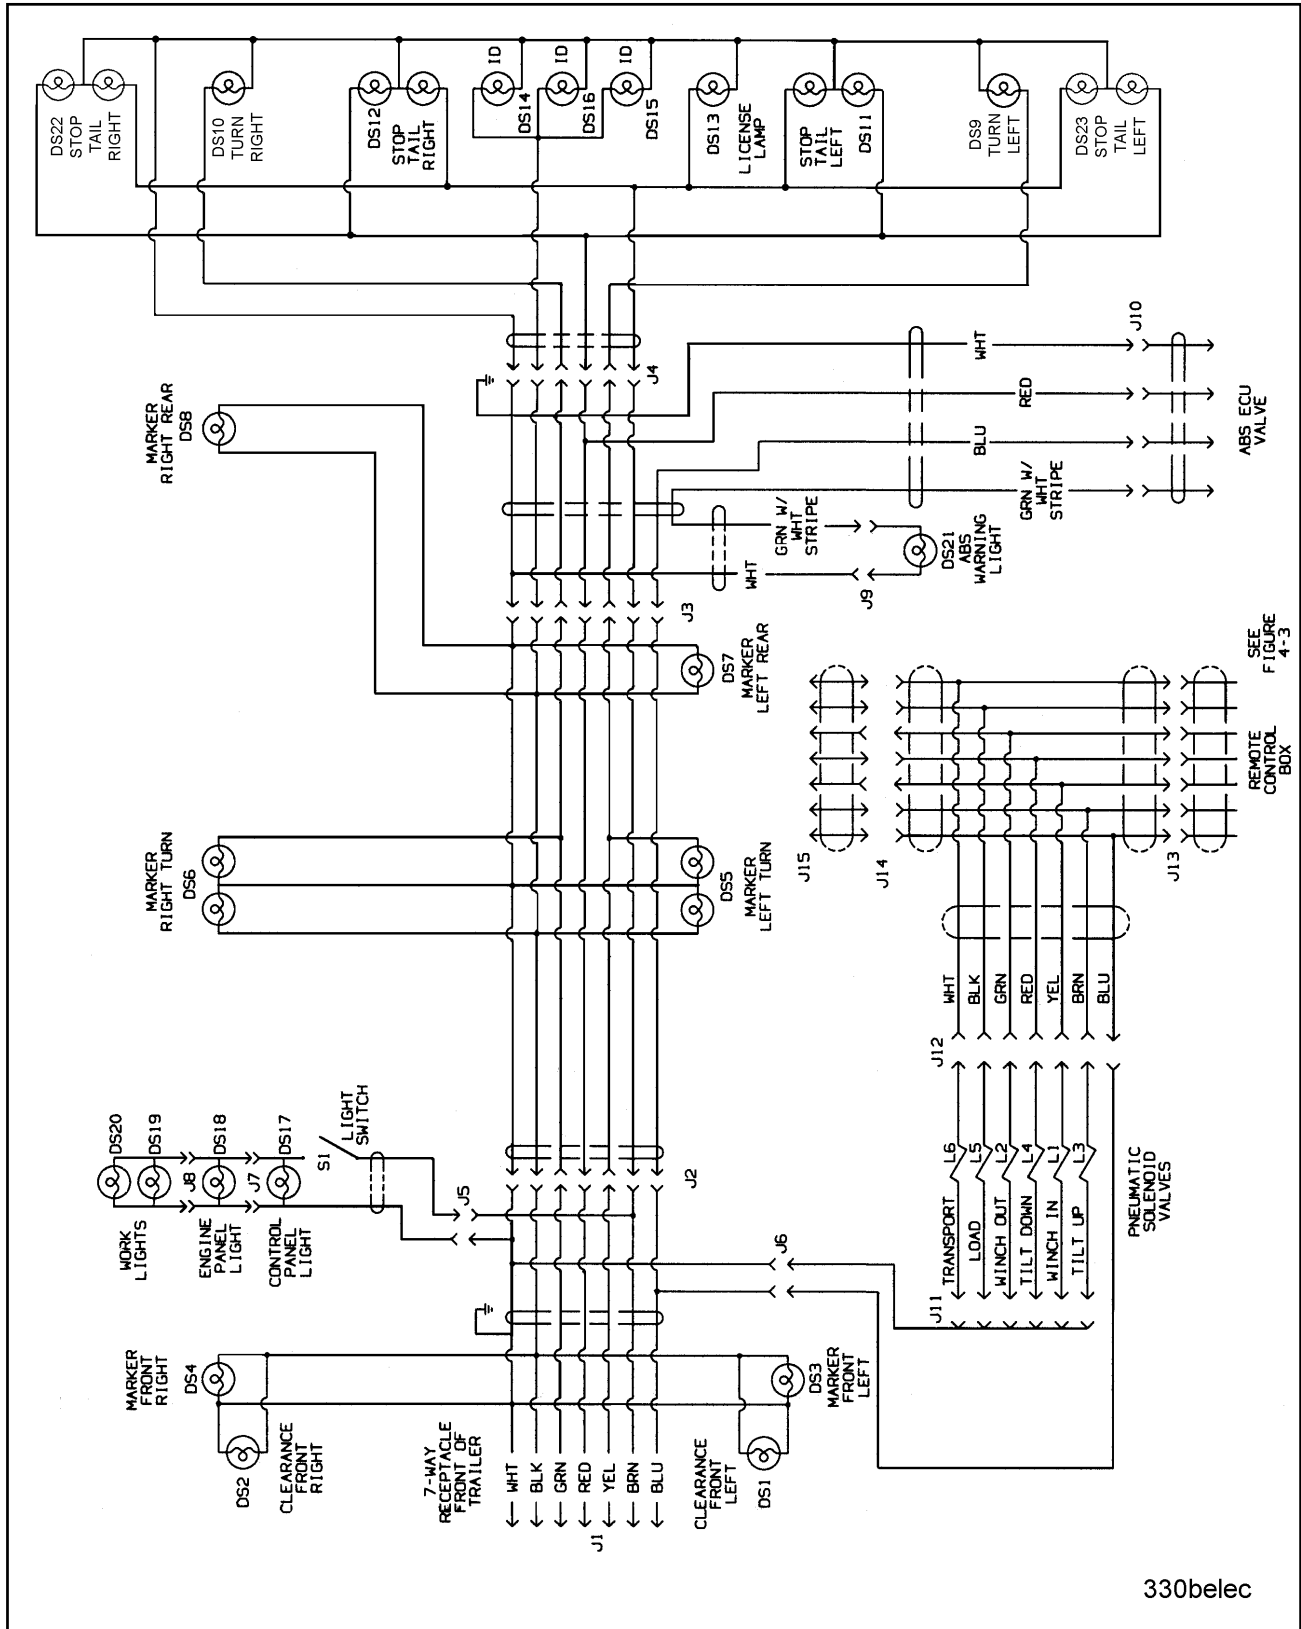 DS22
STOP
TAIL
RIGHT
DS10
TURN
RIGHT
DS12
STOP
TAIL
RIGHT
ID
DS14
ID
DS16
ID
DS15
DS13
LICENSE
LAMP
STOP
TAIL
LEFT
DS11
DS9
TURN
LEFT
DS23
STOP
TAIL
LEFT
J4
MARKER
RIGHT REAR
DS8
WHT
J10
RED
BLU
GRN W/
WHT
STRIPE
ABS ECU
VALVE
GRN W/
WHT
STRIPE
WHT
DS21
ABS
WARNING
LIGHT
J9
J3
DS7
MARKER
LEFT REAR
SEE
FIGURE
4-3
REMOTE
CONTROL
BOX
J15
J14
J13
MARKER
RIGHT TURN
DS6
DS5
MARKER
LEFT TURN
WHT
BLK
GRN
RED
YEL
BRN
BLU
J12
DS20
DS19
DS18
DS17
J8
J7
S1
LIGHT
SWITCH
WORK
LIGHTS
ENGINE
PANEL
LIGHT
CONTROL
PANEL
LIGHT
J5
J2
J6
L6
L5
L2
L4
L1
L3
TRANSPORT
LOAD
WINCH OUT
TILT DOWN
WINCH IN
TILT UP
PNEUMATIC
SOLENOID
VALVES
J11
MARKER
FRONT
RIGHT
DS4
DS3
MARKER
FRONT
LEFT
DS2
CLEARANCE
FRONT
RIGHT
7-WAY
RECEPTACLE
FRONT OF
TRAILER
WHT
BLK
GRN
RED
YEL
BRN
BLU
J1
CLEARANCE
FRONT
LEFT
DS1
330belec